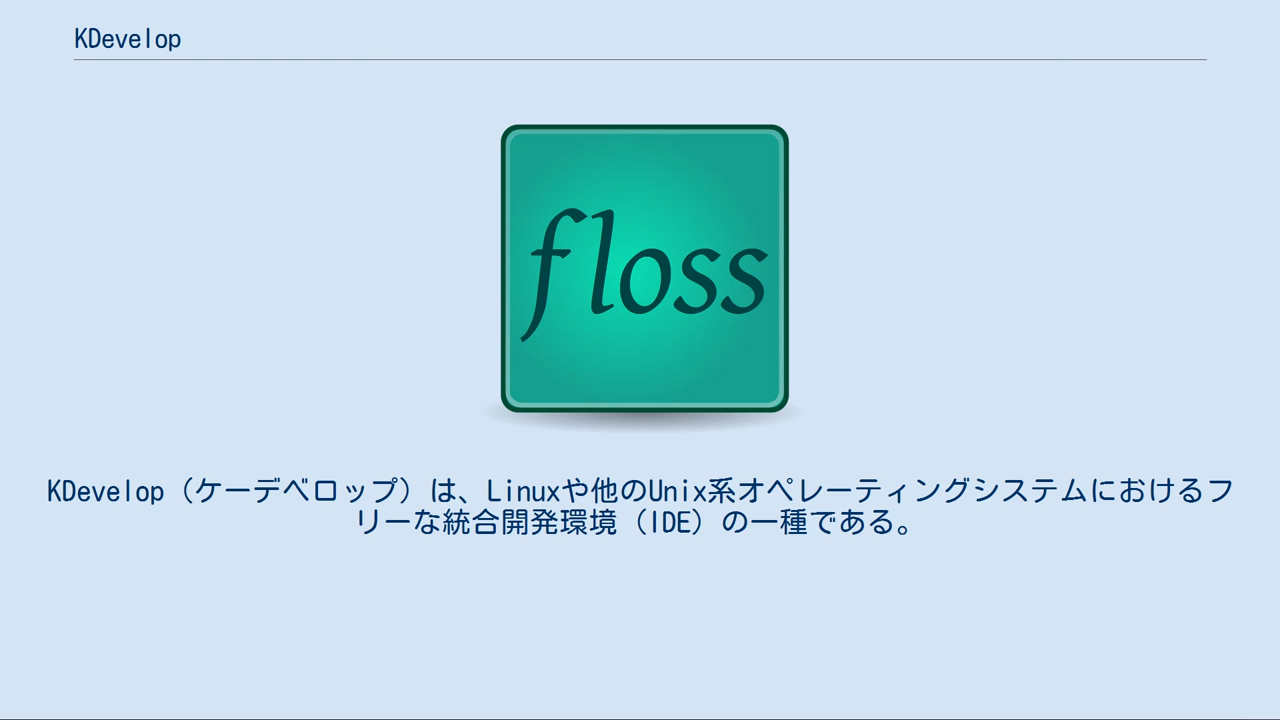 KDevelop
floss
KDevelop（ケーデベロップ）は、Linuxや他のUnix系オペレーティングシステムにおけるフ
リーな統合開発環境（IDE）の一種である。